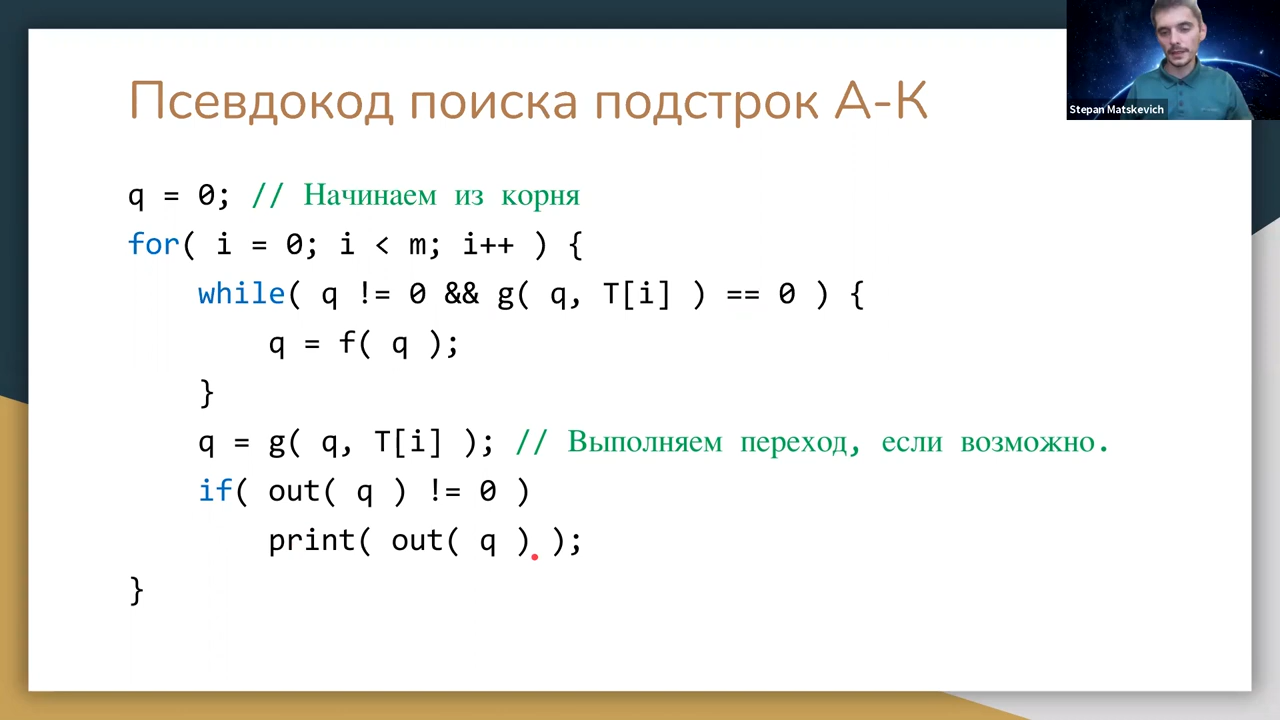 Псевдокод поиска подстрок А-К
Stepan Matskevich
q = 0; // Начинаем из корня
for( i = 0; i < m; i++ ) {
while( q != 0 && g( q, T[i] ) == 0 ) {
q = f( q );
}
q = g( q, T[i] ); // Выполняем переход, если возможно.
if( out( q ) != 0 )
print( out( q ) );
}